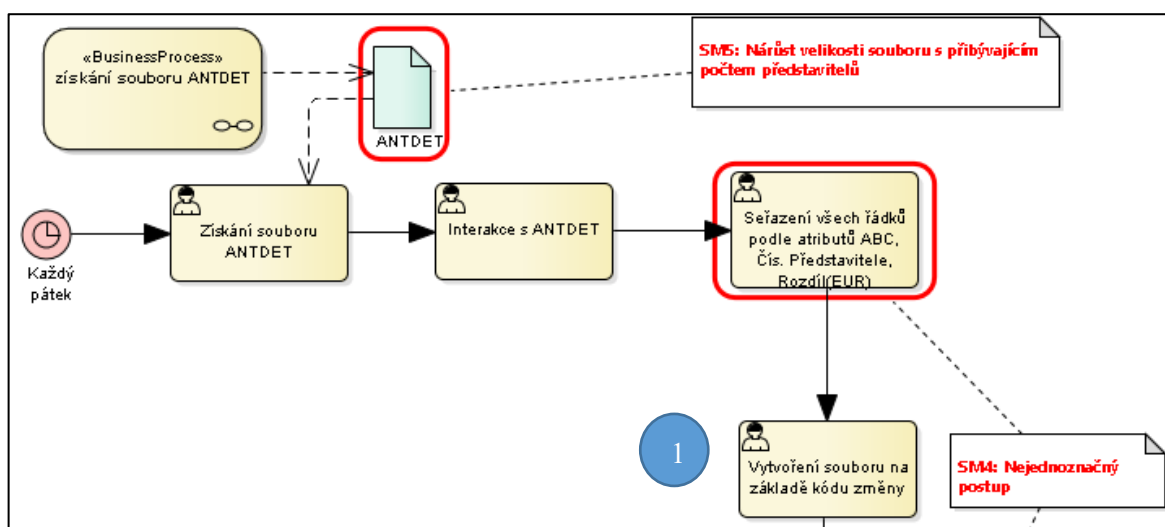 «BusinessProcess»
získání souboru ANTDET
ANTDET
SM5: Nárůst velikosti souboru s přibývajícím
počtem představitelů
Každý
pátek
Získání souboru
ANTDET
Interakce s ANTDET
Seřazení všech řádků
podle atributů ABC,
Čís. Představitele,
Rozdíl(EUR)
1
Vytvoření souboru na
základě kódu změny
SM4: Nejednoznačný
postup